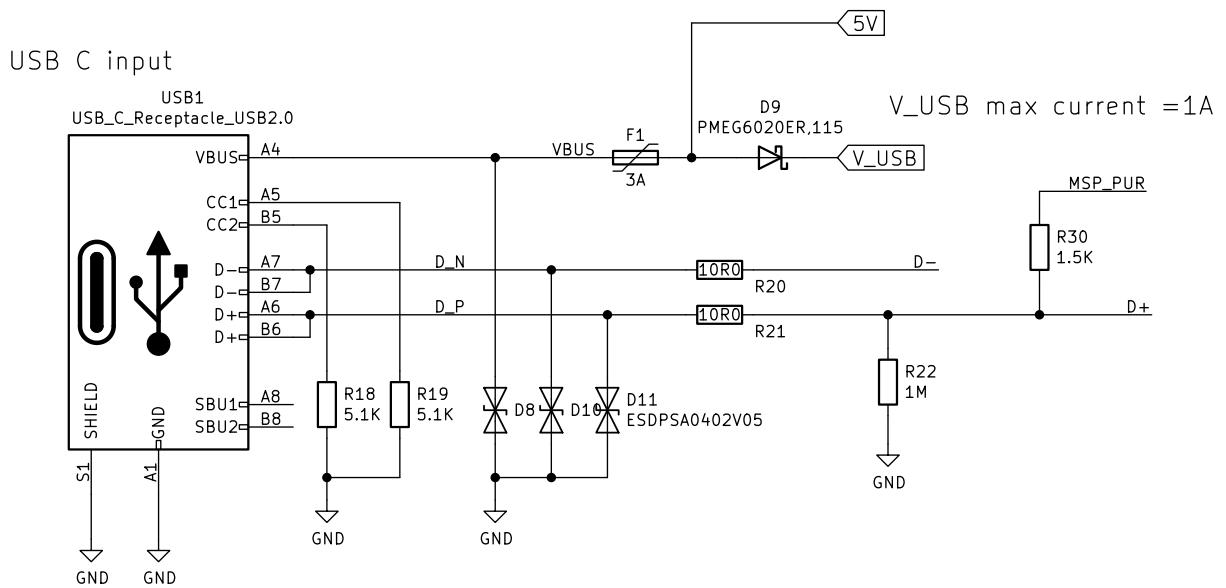 5V
USB C input
USB1
USB_C_Receptacle_USB2.0
D9
PMEG6020ER,115
V_USB max current =1A
F1
3A
VBUS
A4
VBUS
V_USB
CC1
A5
CC2
B5
MSP_PUR
R30
1.5K
D-
A7
D_N
10R0
R20
D-
D-
B7
D+
A6
D_P
10R0
R21
D+
D+
B6
R22
1M
GND
R18
5.1K
R19
5.1K
D8
D10
D11
ESDPSA0402V05
SBU1
A8
SBU2
B8
SHIELD
GND
S1
A1
GND
GND
GND
GND